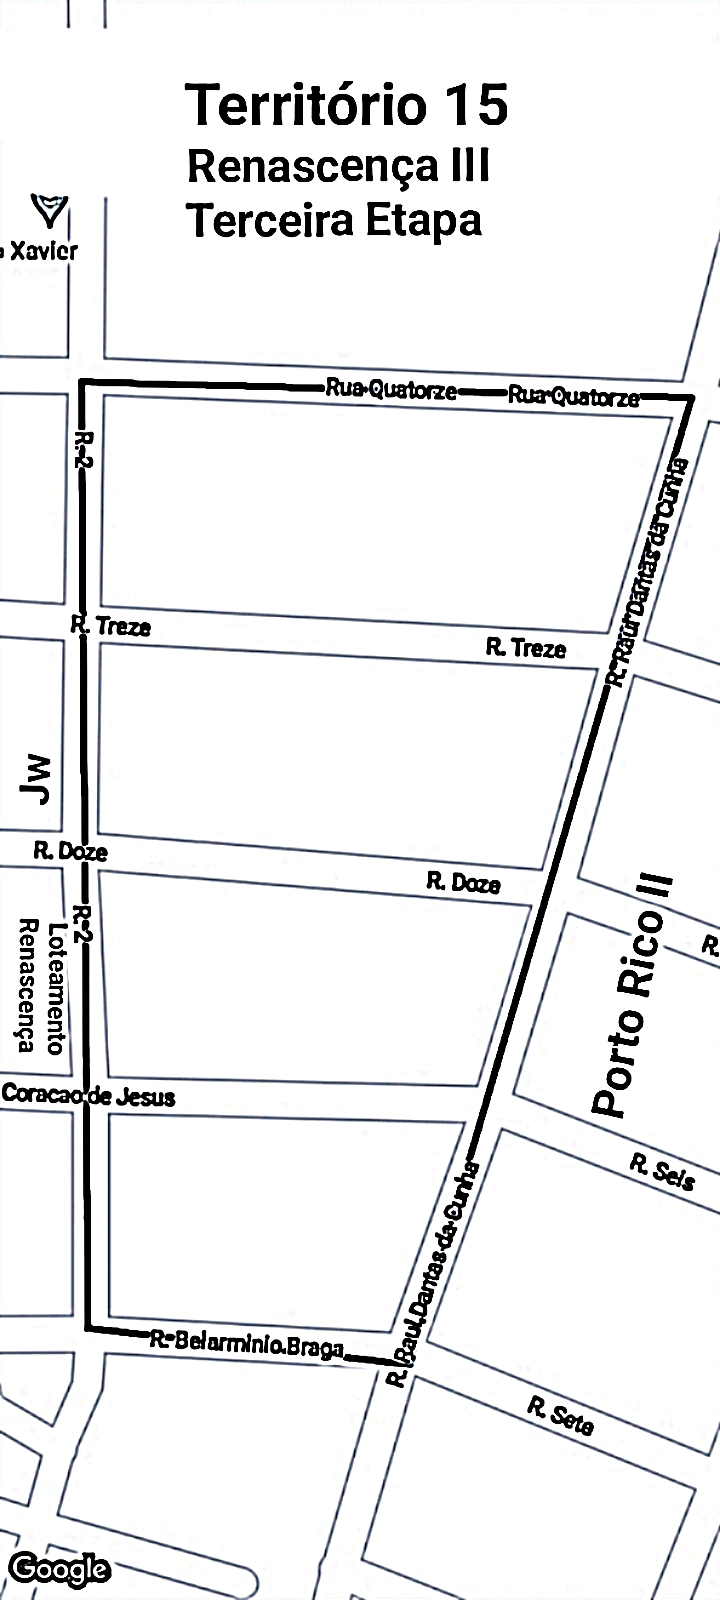 Território 15
Renascença III
Terceira Etapa
Xavier
Rua Quatorze
Rua Quatorze
R. 2
R. Raul Dantas da Cunha
R. Treze
R. Treze
JW
R. Doze
R. Doze
R. 2
Loteamento
Renascença
Porto Rico II
R.
Coracao de Jesus
R. Seis
R. Raul Dantas da Cunha
R. Belarminio Braga
R. Sete
Google